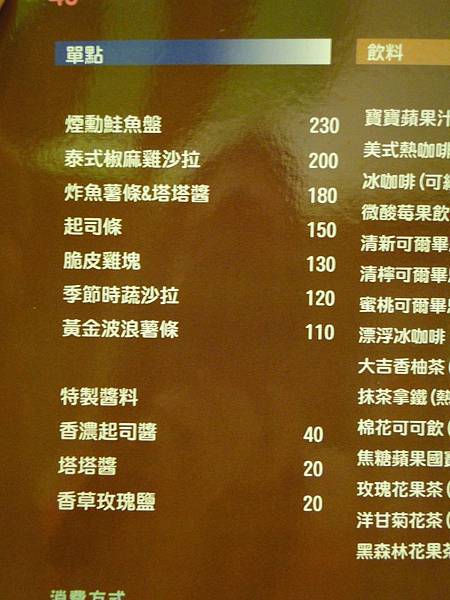 40
單點
煙勳鮭魚盤 230
泰式椒麻雞沙拉 200
炸魚薯條&塔塔醬 180
起司條 150
脆皮雞塊 130
季節時蔬沙拉 120
黃金波浪薯條 110
特製醬料
香濃起司醬 40
塔塔醬 20
香草玫瑰鹽 20
消費方式
飲料
寶寶蘋果汁
美式熱咖啡
冰咖啡(可
微酸莓果飲
清新可爾畢
清檸可爾畢
蜜桃可爾畢
漂浮冰咖啡
大吉香柚茶(
抹茶拿鐵(熱
棉花可可飲(
焦糖蘋果國寶
玫瑰花果茶(
洋甘菊花茶(
黑森林花果茶